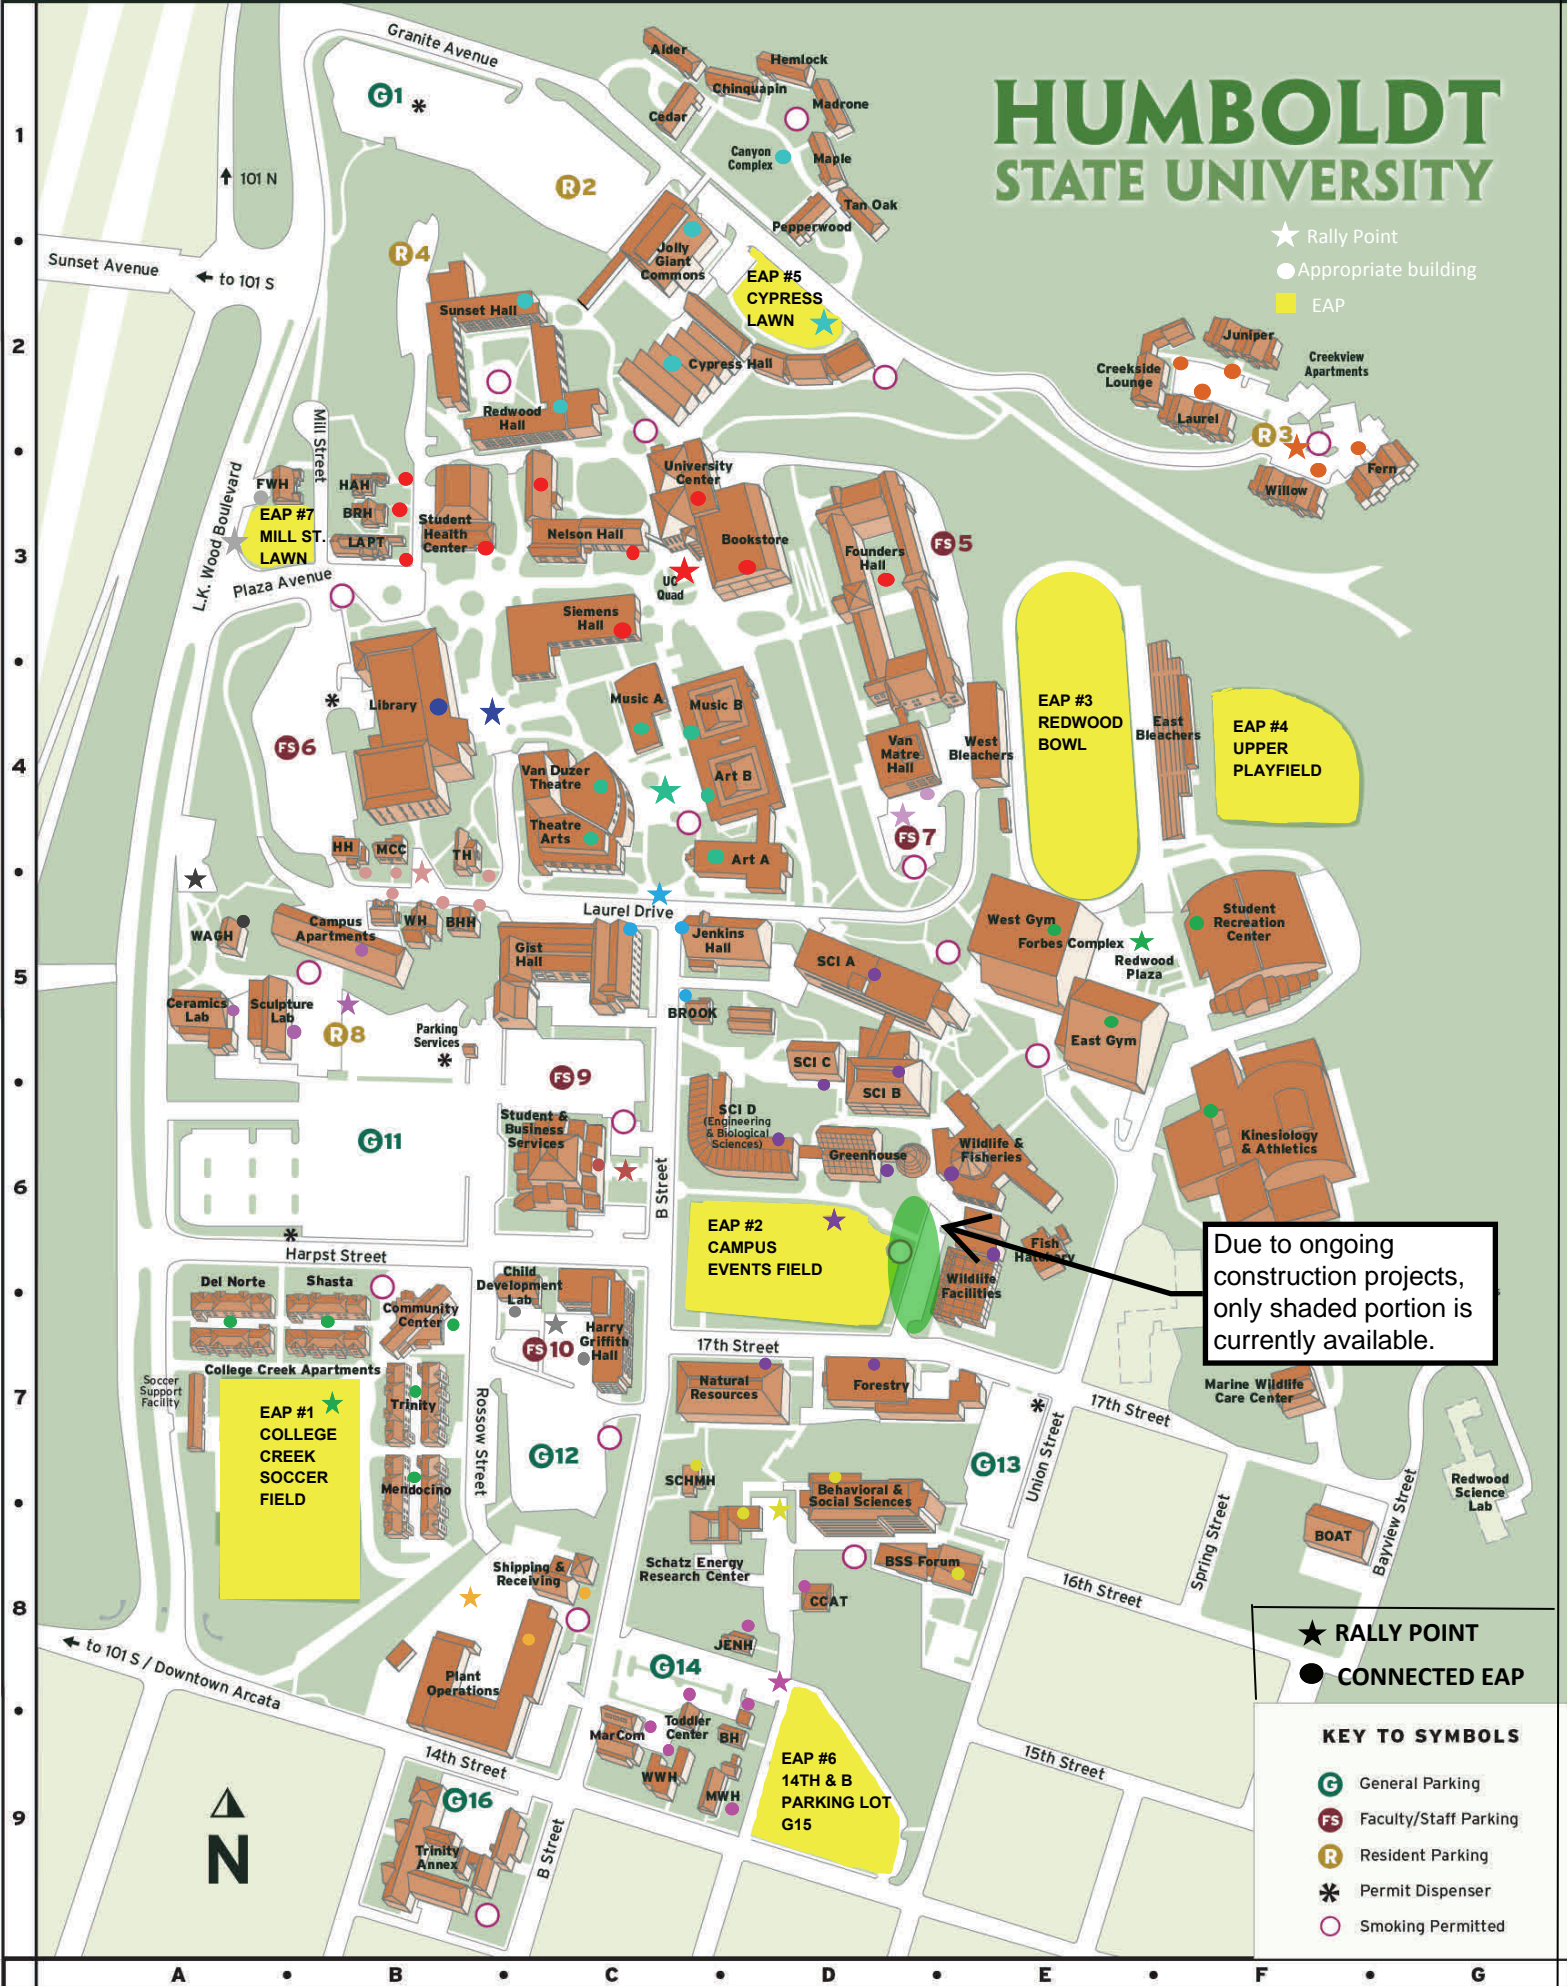 HUMBOLDT
STATE UNIVERSITY
Rally Point
Appropriate building
EAP
Granite Avenue
G1
*
R2
R4
101 N
Sunset Avenue
to 101 S
Alder
Hemlock
Chinquapin
Madrone
Cedar
Canyon
Complex
Maple
Tan Oak
Pepperwood
Jolly
Giant
Commons
EAP #5
CYPRESS
LAWN
Sunset Hall
Cypress Hall
Redwood
Hall
Juniper
Creekview
Apartments
Creekside
Lounge
Laurel
R3
Fern
Willow
Mill Street
L.K. Wood Boulevard
FWH
HAH
BRH
LAPT
EAP #7
MILL ST.
LAWN
Plaza Avenue
Student
Health
Center
Nelson Hall
University
Center
Bookstore
UC
Quad
Founders
Hall
FS5
Siemens
Hall
Library
FS6
*
Music A
Music B
Van Duzer
Theatre
Theatre
Arts
Art B
Art A
Van
Matre
Hall
West
Bleachers
FS7
EAP #3
REDWOOD
BOWL
East
Bleachers
EAP #4
UPPER
PLAYFIELD
HH
MCC
TH
WAGH
Campus
Apartments
WH
BHH
Laurel Drive
Gist
Hall
Jenkins
Hall
SCI A
West Gym
Forbes Complex
Redwood
Plaza
Student
Recreation
Center
Ceramics
Lab
Sculpture
Lab
R8
Parking
Services
*
BROOK
East Gym
FS9
SCI C
SCI B
SCI D
(Engineering
& Biological
Sciences)
Greenhouse
Wildlife &
Fisheries
Kinesiology
& Athletics
G11
Student &
Business
Services
B Street
*
Harpst Street
EAP #2
CAMPUS
EVENTS FIELD
Fish
Hatchery
Wildlife
Facilities
Due to ongoing
construction projects,
only shaded portion is
currently available.
Del Norte
Shasta
Community
Center
Child
Development
Lab
FS10
Harry
Griffith
Hall
17th Street
College Creek Apartments
Soccer
Support
Facility
EAP #1
COLLEGE
CREEK
SOCCER
FIELD
Trinity
Mendocino
Rossow Street
G12
Natural
Resources
Forestry
*
17th Street
Marine Wildlife
Care Center
G13
Union Street
SCHMH
Behavioral &
Social Sciences
Redwood
Science
Lab
Spring Street
BOAT
Bayview Street
Schatz Energy
Research Center
BSS Forum
Shipping &
Receiving
CCAT
16th Street
JENH
G14
to 101 S / Downtown Arcata
Plant
Operations
MarCom
Toddler
Center
BH
WWH
MWH
EAP #6
14TH & B
PARKING LOT
G15
15th Street
14th Street
G16
Trinity
Annex
B Street
N
RALLY POINT
CONNECTED EAP
KEY TO SYMBOLS
G General Parking
FS Faculty/Staff Parking
R Resident Parking
* Permit Dispenser
Smoking Permitted
1
2
3
4
5
6
7
8
9
A B C D E F G